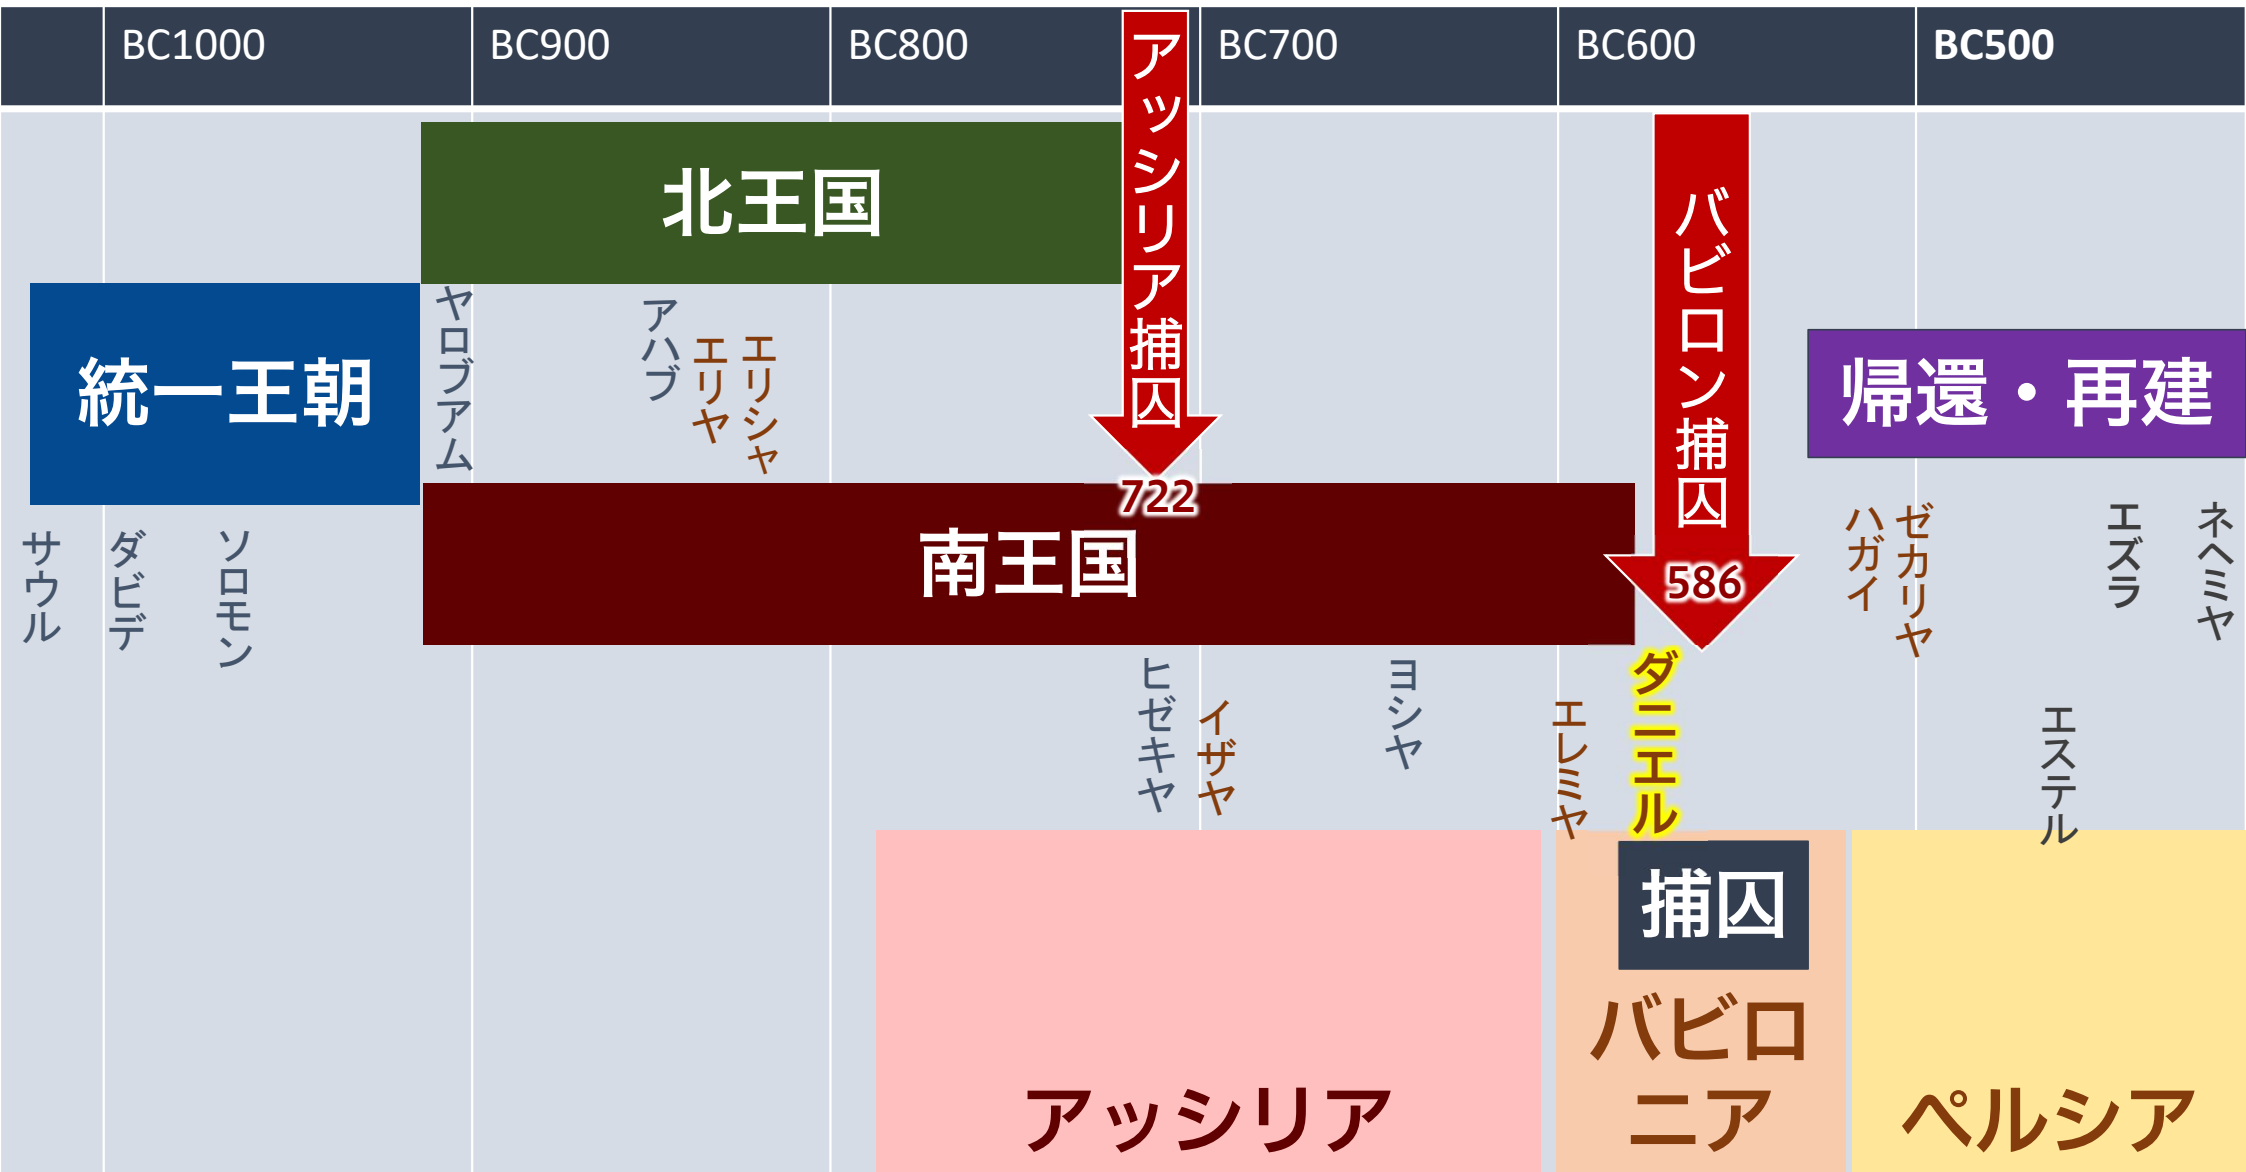 BC1000
BC900
BC800
BC700
BC600
BC500
アッシリア捕囚
722
バビロン捕囚
586
北王国
統一王朝
南王国
帰還・再建
ヤロブアム
アハブ
エリヤ
エリシャ
サウル
ダビデ
ソロモン
ヒゼキヤ
イザヤ
ヨシヤ
エレミヤ
ダニエル
ハガイ
ゼカリヤ
エステル
エズラ
ネヘミヤ
捕囚
アッシリア
バビロ
ニア
ペルシア